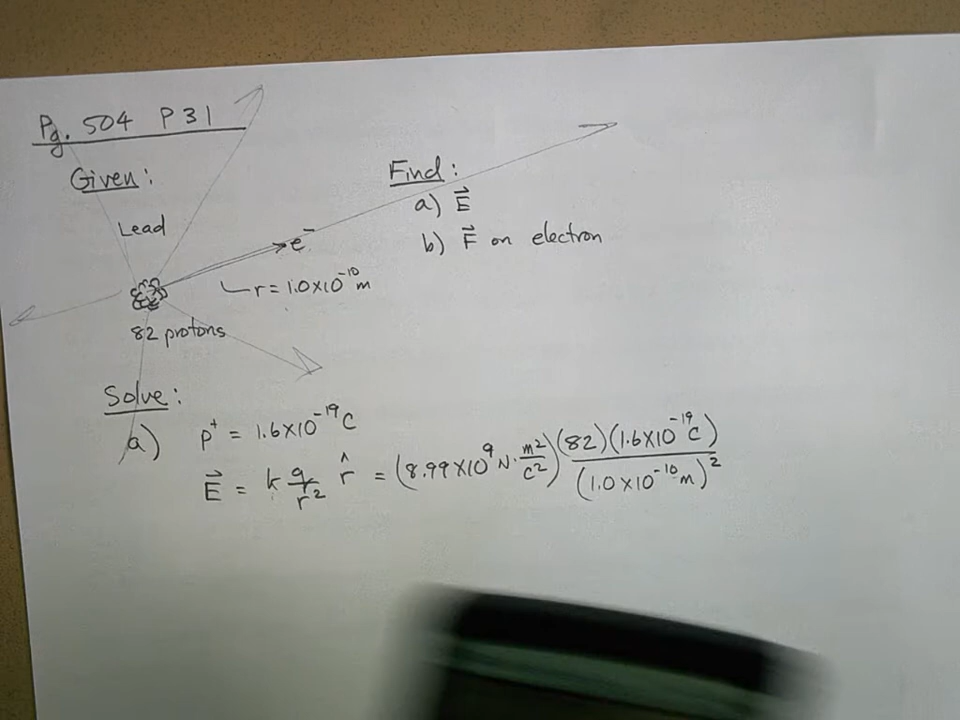 Pg. 504 P 31
Given:
Find:
a) E⃗
Lead
b) F⃗ on electron
e⁻
r = 1.0×10⁻¹⁰ m
82 protons
Solve:
a) p⁺ = 1.6×10⁻¹⁹ C
E⃗ = k q/r² r̂ = (8.99×10⁹ N·m²/C²) (82)(1.6×10⁻¹⁹ C)/(1.0×10⁻¹⁰ m)²